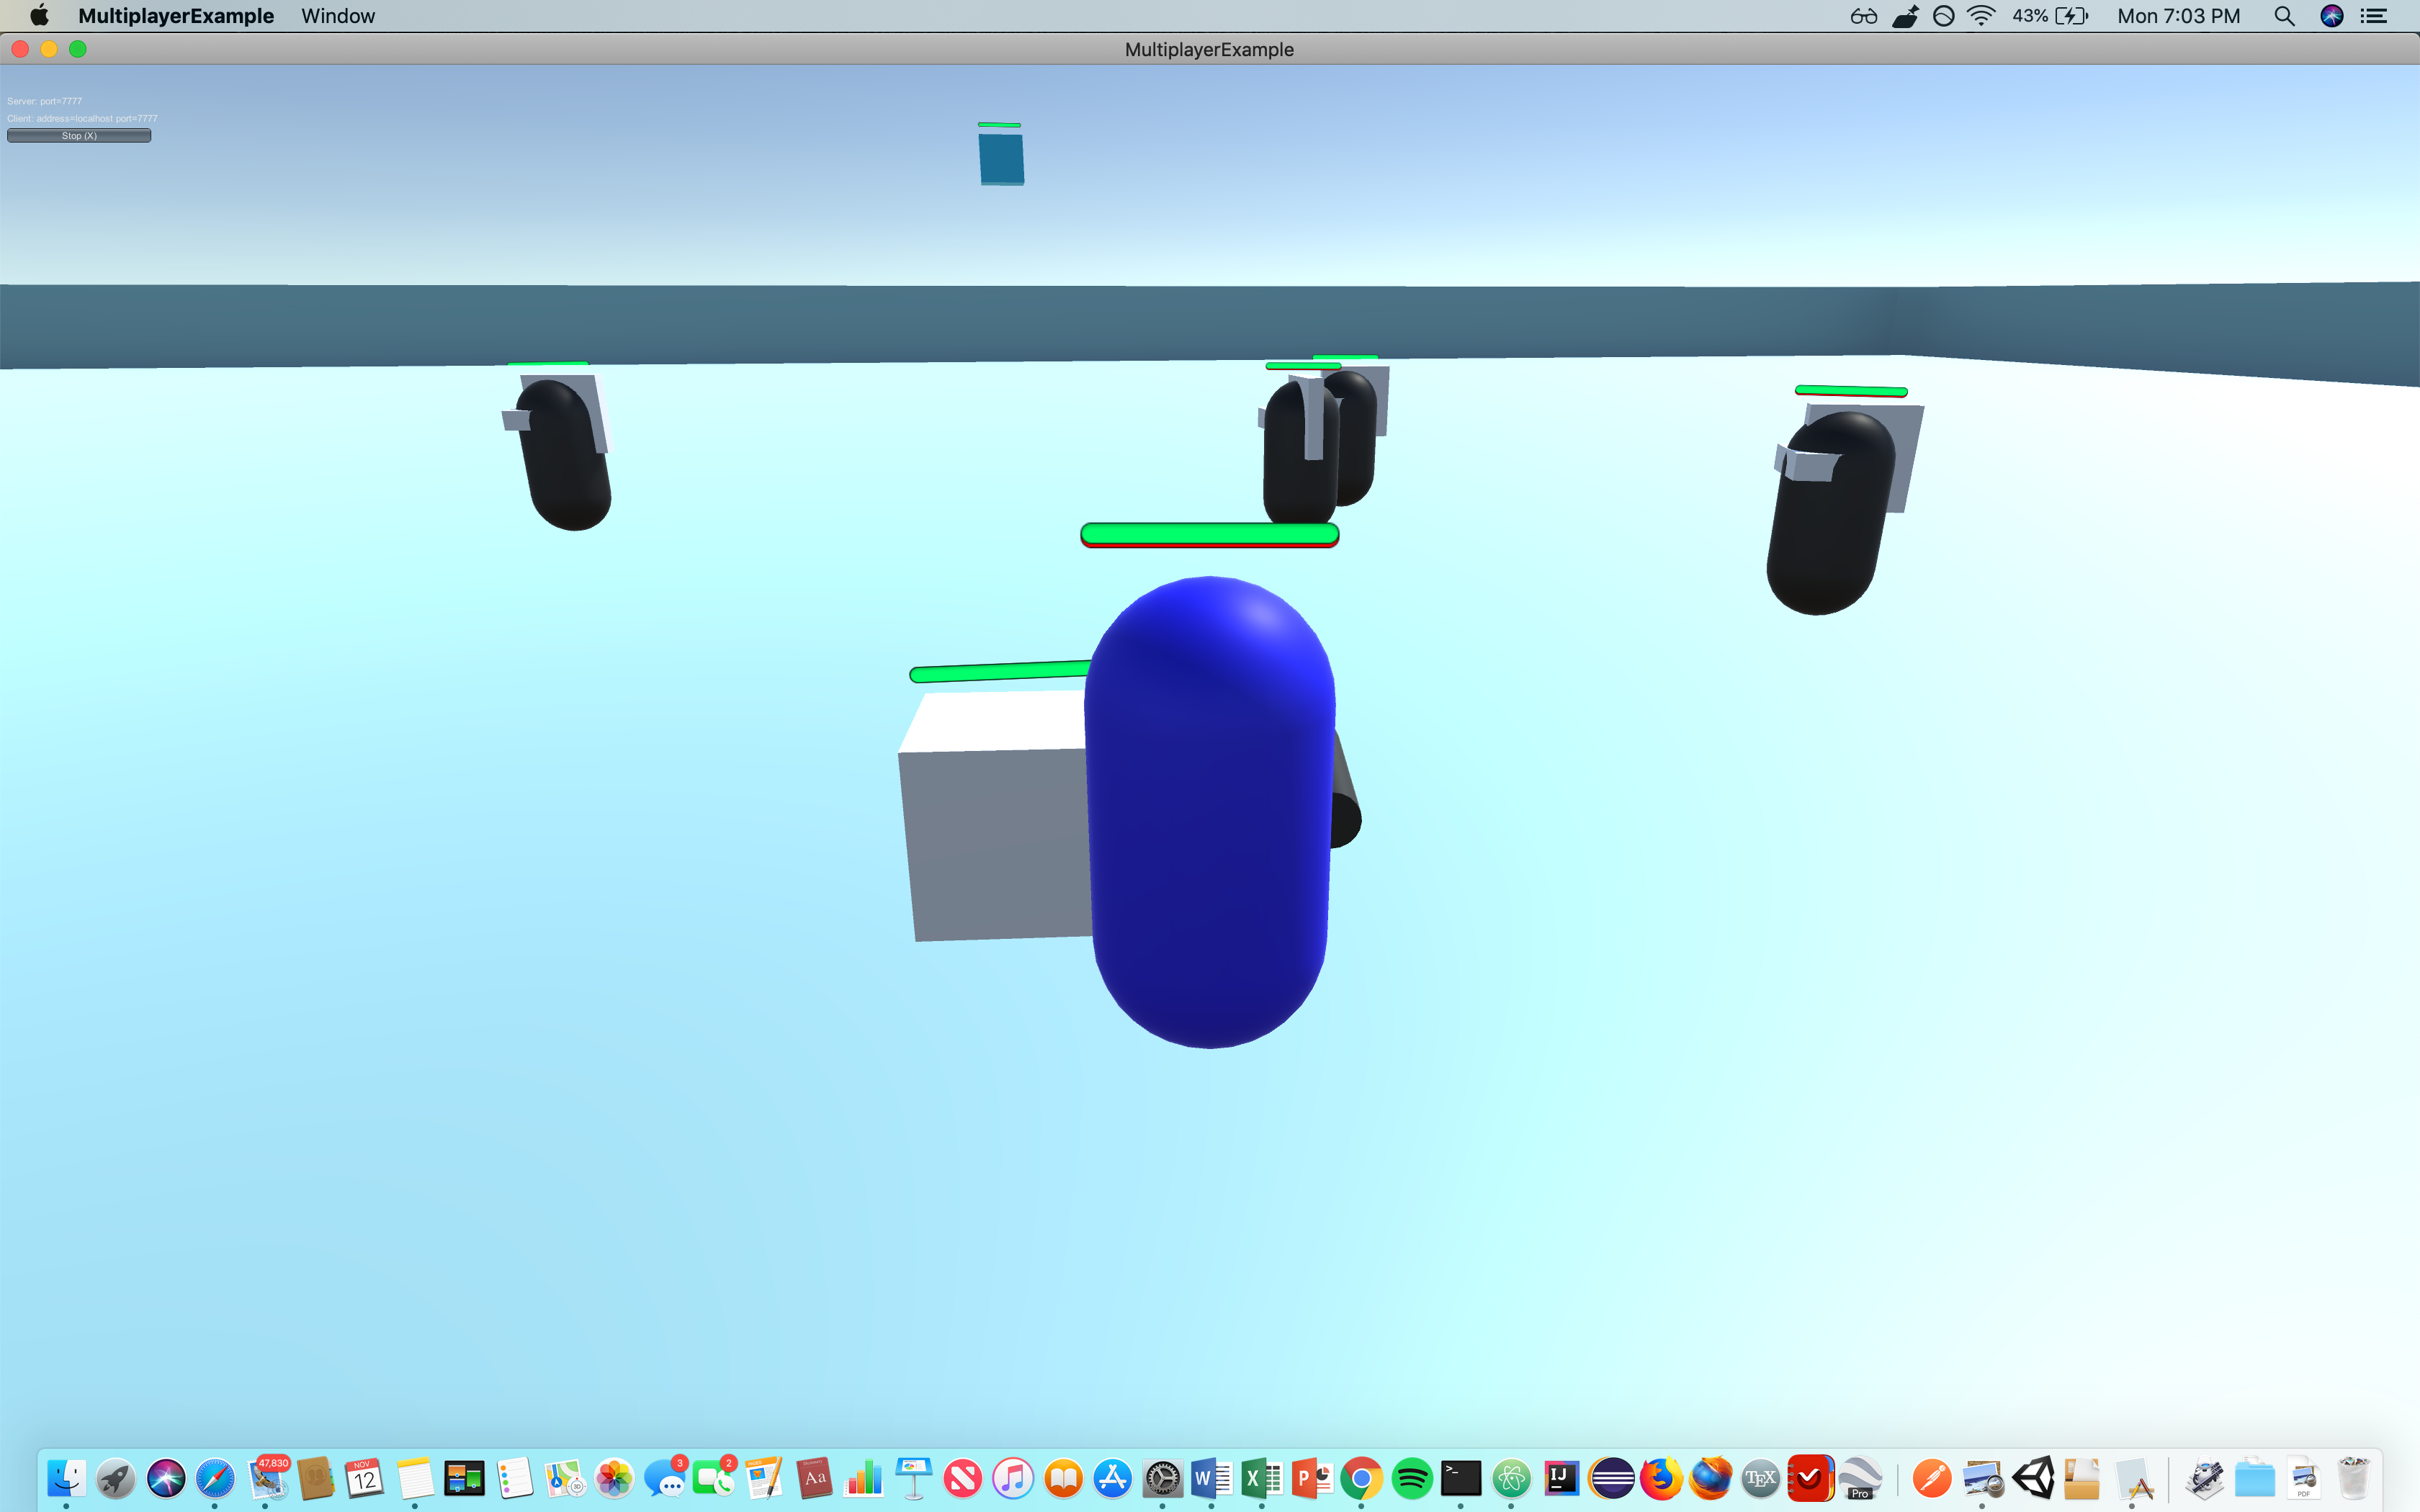 MultiplayerExample Window 43% Mon 7:03 PM
MultiplayerExample
Server: port=7777
Client: address=localhost port=7777
Stop (X)
47,830
NOV
12
3
2
Aa
W
X
P
>_
IJ
TEX
Pro
PDF